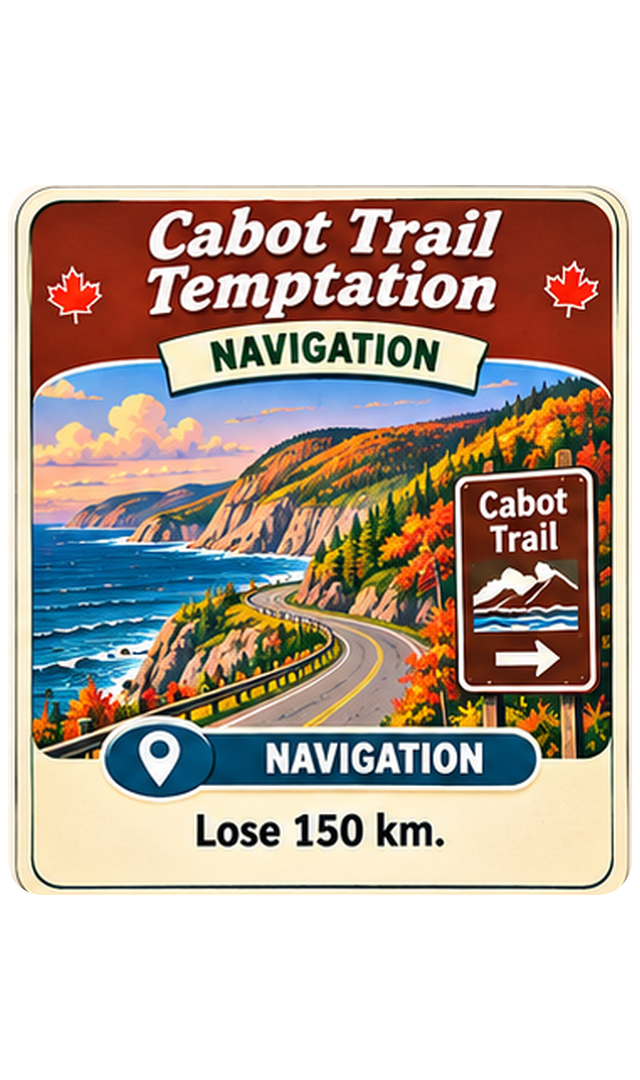 Cabot Trail
Temptation
NAVIGATION
Cabot
Trail
NAVIGATION
Lose 150 km.